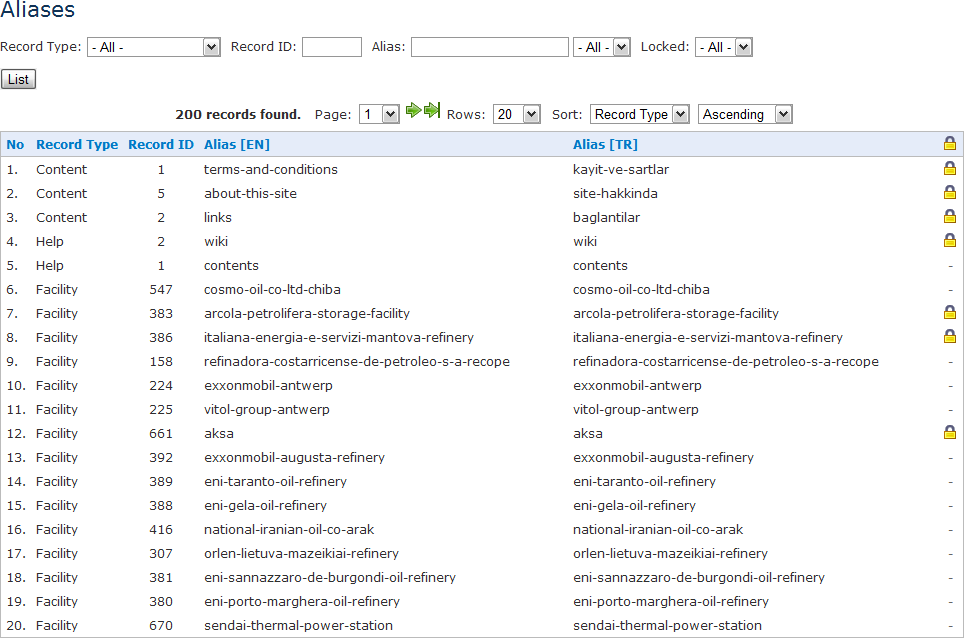 Aliases
Record Type: - All - Record ID: Alias: - All - Locked: - All -
List
200 records found. Page: 1 Rows: 20 Sort: Record Type Ascending
No Record Type Record ID Alias [EN] Alias [TR]
1. Content 1 terms-and-conditions kayit-ve-sartlar
2. Content 5 about-this-site site-hakkinda
3. Content 2 links baglantilar
4. Help 2 wiki wiki
5. Help 1 contents contents -
6. Facility 547 cosmo-oil-co-ltd-chiba cosmo-oil-co-ltd-chiba -
7. Facility 383 arcola-petrolifera-storage-facility arcola-petrolifera-storage-facility
8. Facility 386 italiana-energia-e-servizi-mantova-refinery italiana-energia-e-servizi-mantova-refinery
9. Facility 158 refinadora-costarricense-de-petroleo-s-a-recope refinadora-costarricense-de-petroleo-s-a-recope -
10. Facility 224 exxonmobil-antwerp exxonmobil-antwerp -
11. Facility 225 vitol-group-antwerp vitol-group-antwerp -
12. Facility 661 aksa aksa
13. Facility 392 exxonmobil-augusta-refinery exxonmobil-augusta-refinery -
14. Facility 389 eni-taranto-oil-refinery eni-taranto-oil-refinery -
15. Facility 388 eni-gela-oil-refinery eni-gela-oil-refinery -
16. Facility 416 national-iranian-oil-co-arak national-iranian-oil-co-arak -
17. Facility 307 orlen-lietuva-mazeikiai-refinery orlen-lietuva-mazeikiai-refinery -
18. Facility 381 eni-sannazzaro-de-burgondi-oil-refinery eni-sannazzaro-de-burgondi-oil-refinery -
19. Facility 380 eni-porto-marghera-oil-refinery eni-porto-marghera-oil-refinery -
20. Facility 670 sendai-thermal-power-station sendai-thermal-power-station -